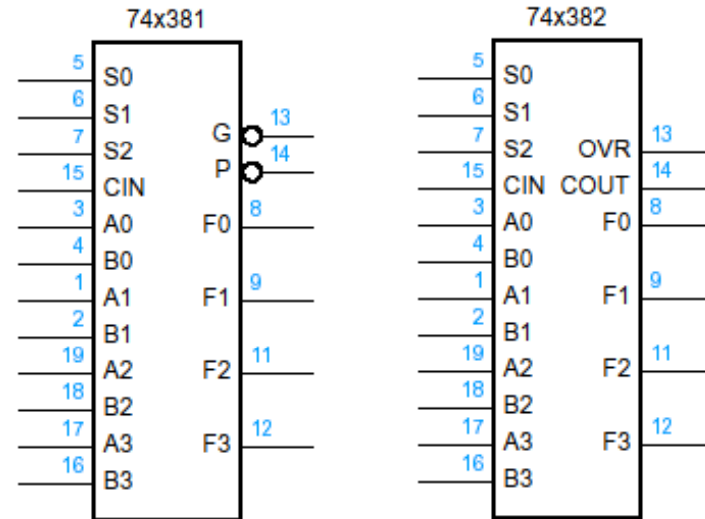 74x381
5 S0
6 S1
7 S2
15 CIN
3 A0
4 B0
1 A1
2 B1
19 A2
18 B2
17 A3
16 B3
G 13
P 14
F0 8
F1 9
F2 11
F3 12
74x382
5 S0
6 S1
7 S2
15 CIN
3 A0
4 B0
1 A1
2 B1
19 A2
18 B2
17 A3
16 B3
OVR 13
COUT 14
F0 8
F1 9
F2 11
F3 12